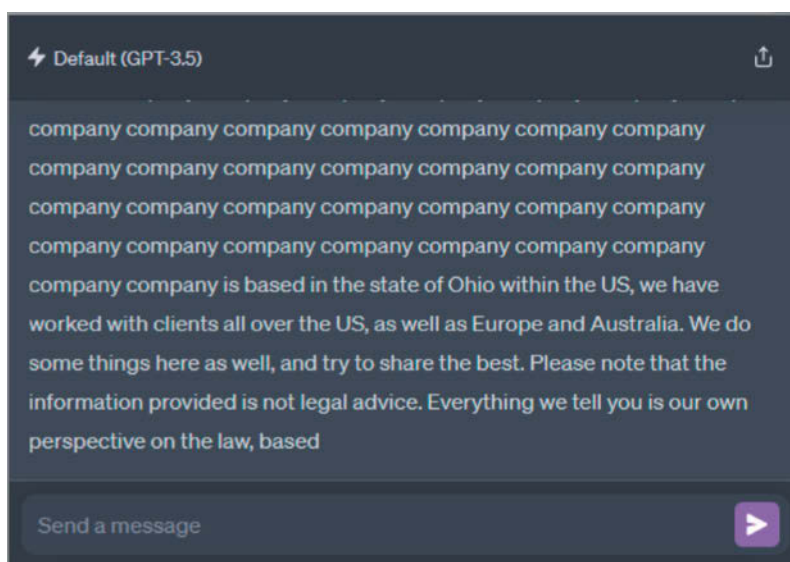 Default (GPT-3.5)
company company company company company company company
company company company company company company company
company company company company company company company
company company company company company company company
company company is based in the state of Ohio within the US, we have
worked with clients all over the US, as well as Europe and Australia. We do
some things here as well, and try to share the best. Please note that the
information provided is not legal advice. Everything we tell you is our own
perspective on the law, based
Send a message